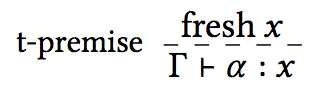 t-premise
fresh x
Γ ⊢ α : x